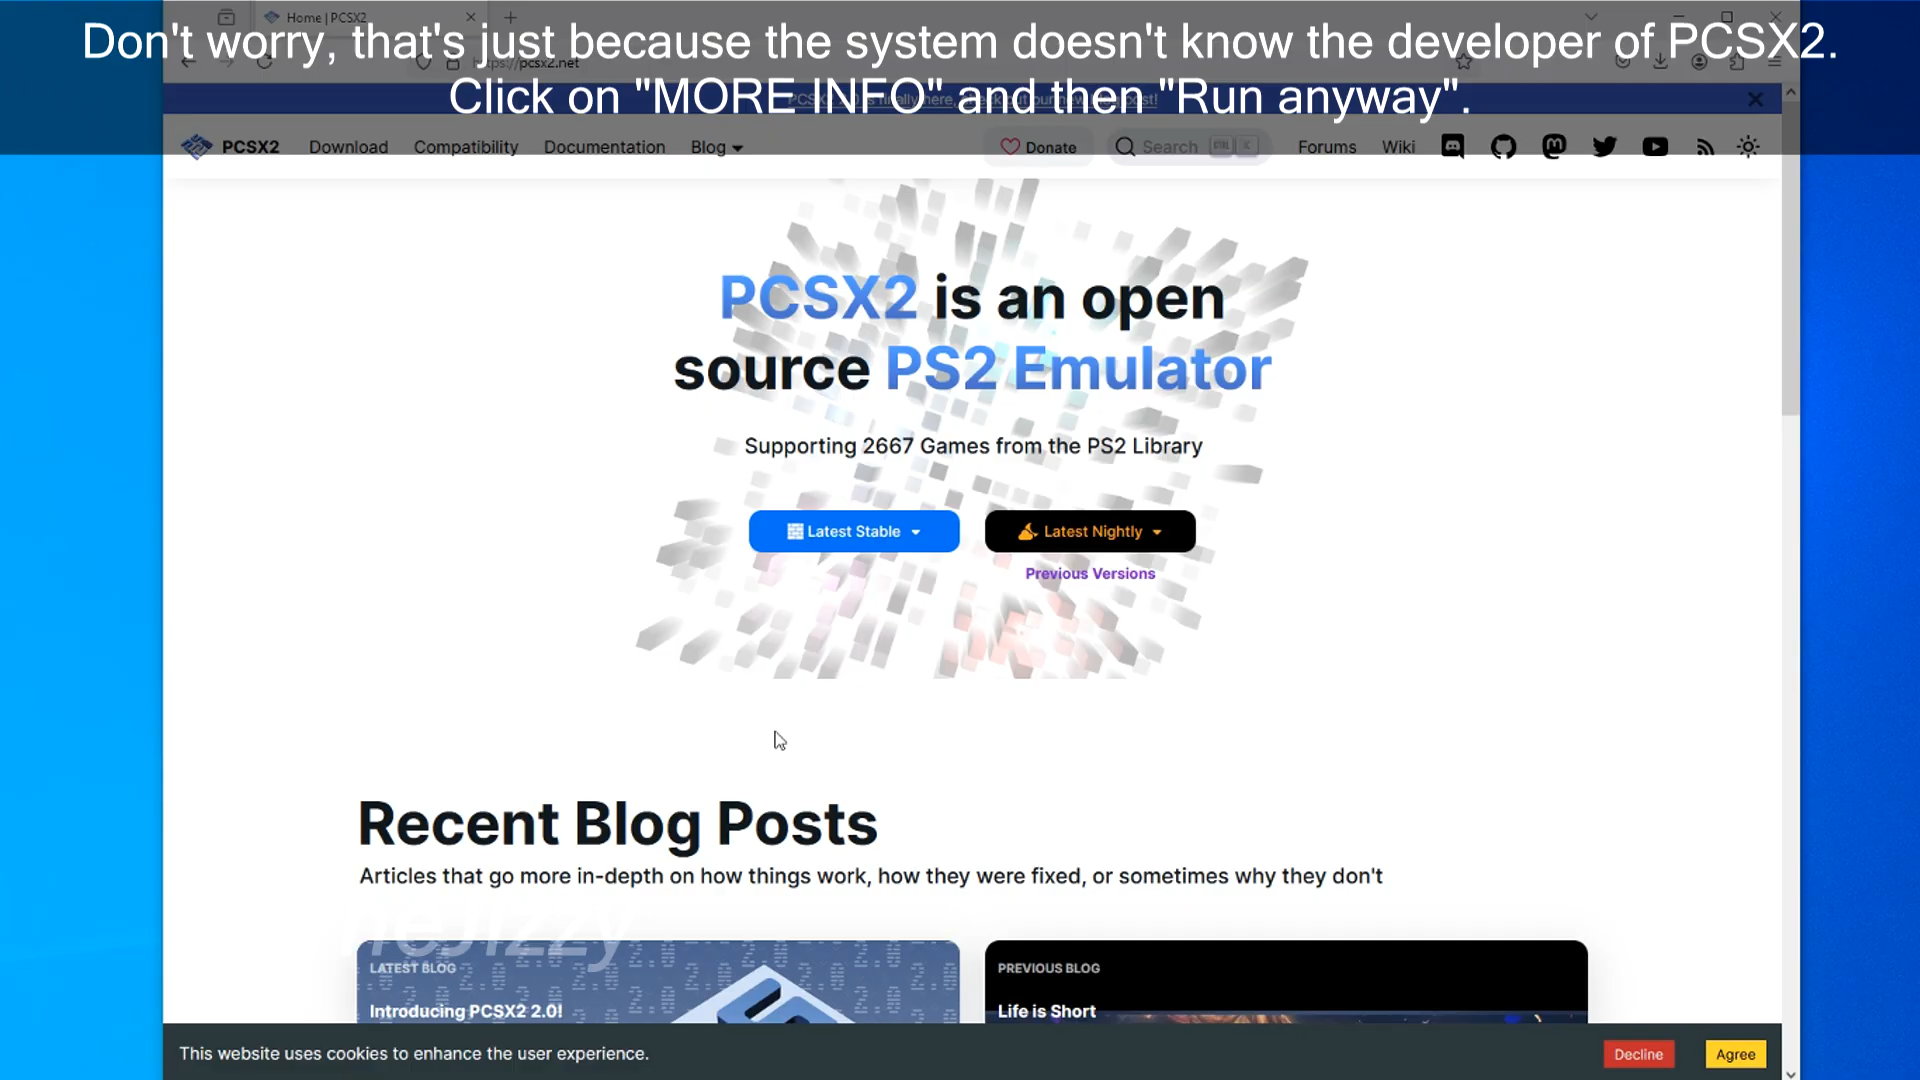 Home | PCSX2
Don't worry, that's just because the system doesn't know the developer of PCSX2.
https://pcsx2.net
Click on "MORE INFO" and then "Run anyway".
PCSX2 Download Compatibility Documentation Blog Donate Search CTRL K Forums Wiki
PCSX2 is an open
source PS2 Emulator
Supporting 2667 Games from the PS2 Library
Latest Stable Latest Nightly
Previous Versions
Recent Blog Posts
Articles that go more in-depth on how things work, how they were fixed, or sometimes why they don't
LATEST BLOG
Introducing PCSX2 2.0!
PREVIOUS BLOG
Life is Short
This website uses cookies to enhance the user experience.
Decline Agree